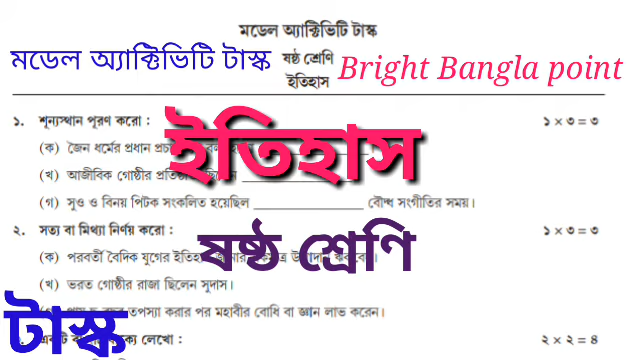 মডেল অ্যাক্টিভিটি টাস্ক
মডেল অ্যাক্টিভিটি টাস্ক
ষষ্ঠ শ্রেণি
Bright Bangla point
ইতিহাস
১. শূন্যস্থান পূরণ করো : ১ × ৩ = ৩
ইতিহাস
(ক) জৈন ধর্মের প্রধান
(খ) আজীবিক গোষ্ঠীর
(গ) সুত্ত ও বিনয় পিটক সংকলিত হয়েছিল ____________ বৌদ্ধ সংগীতির সময়।
২. সত্য বা মিথ্যা নির্ণয় করো : ১ × ৩ = ৩
ষষ্ঠ শ্রেণি
(ক) পরবর্তী বৈদিক যুগের
(খ) ভরত গোষ্ঠীর রাজা ছিলেন সুদাস।
তপস্যা করার পর মহাবীর বোধি বা জ্ঞান লাভ করেন।
টাস্ক
লেখো : ২ × ২ = ৪